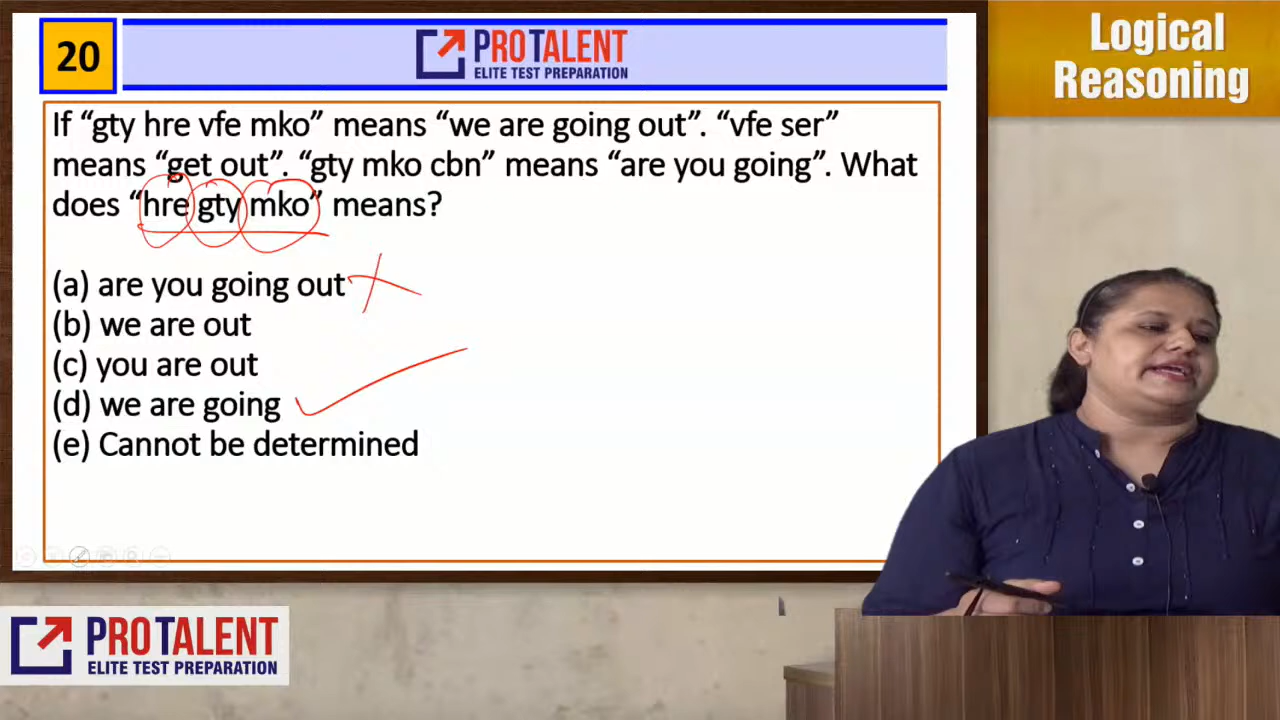 20
PROTALENT
ELITE TEST PREPARATION
Logical
Reasoning
If “gty hre vfe mko” means “we are going out”. “vfe ser”
means “get out”. “gty mko cbn” means “are you going”. What
does “hre gty mko” means?
(a) are you going out
(b) we are out
(c) you are out
(d) we are going
(e) Cannot be determined
PROTALENT
ELITE TEST PREPARATION